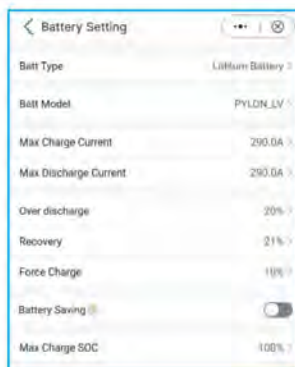 Battery Setting
Batt Type Lithium Battery
Batt Model PYLON_LV
Max Charge Current 290.0A
Max Discharge Current 290.0A
Over discharge 20%
Recovery 21%
Force Charge 10%
Battery Saving
Max Charge SOC 100%